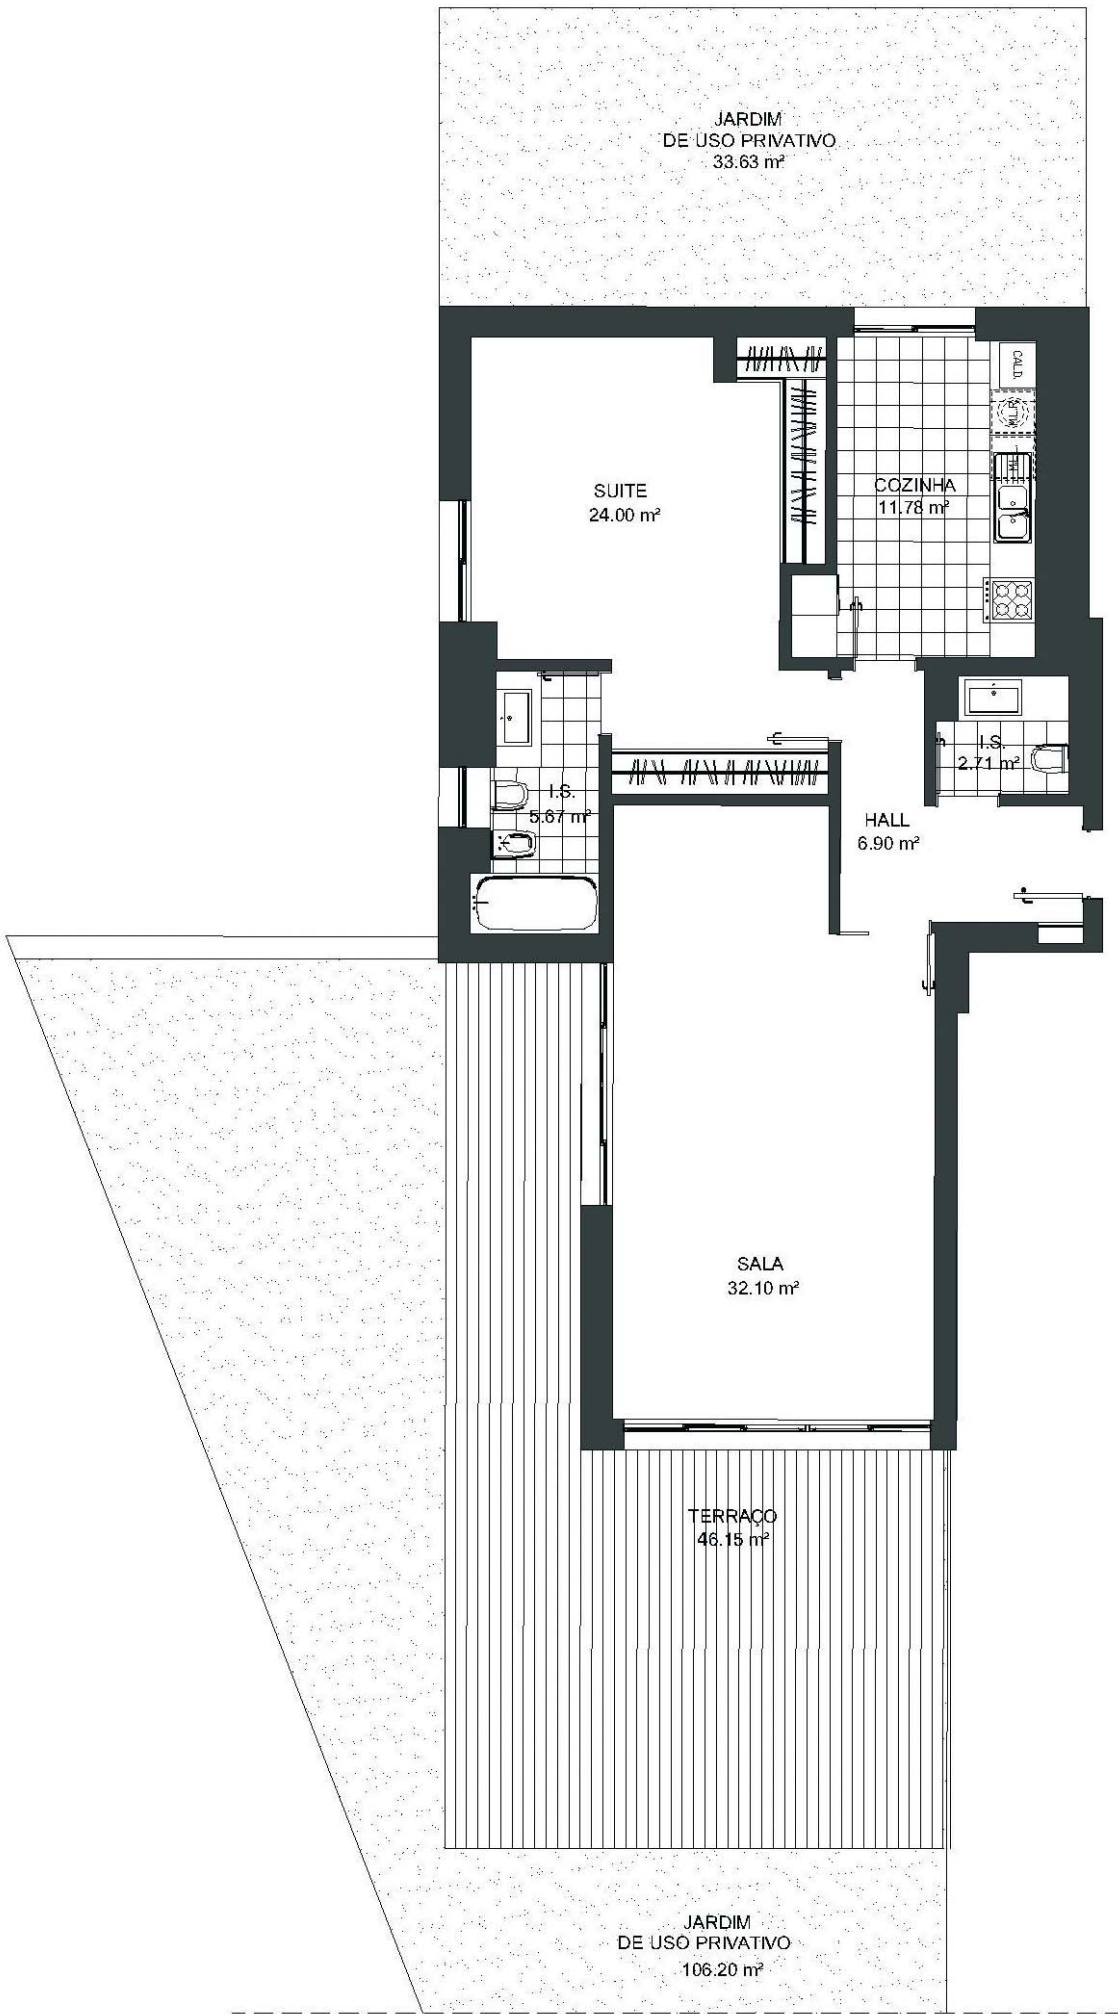 JARDIM
DE USO PRIVATIVO
33.63 m²
CALD.
M.L.R.
M.L.
SUITE
24.00 m²
COZINHA
11.78 m²
I.S.
2.71 m²
I.S.
5.67 m²
HALL
6.90 m²
SALA
32.10 m²
TERRAÇO
46.15 m²
JARDIM
DE USO PRIVATIVO
106.20 m²